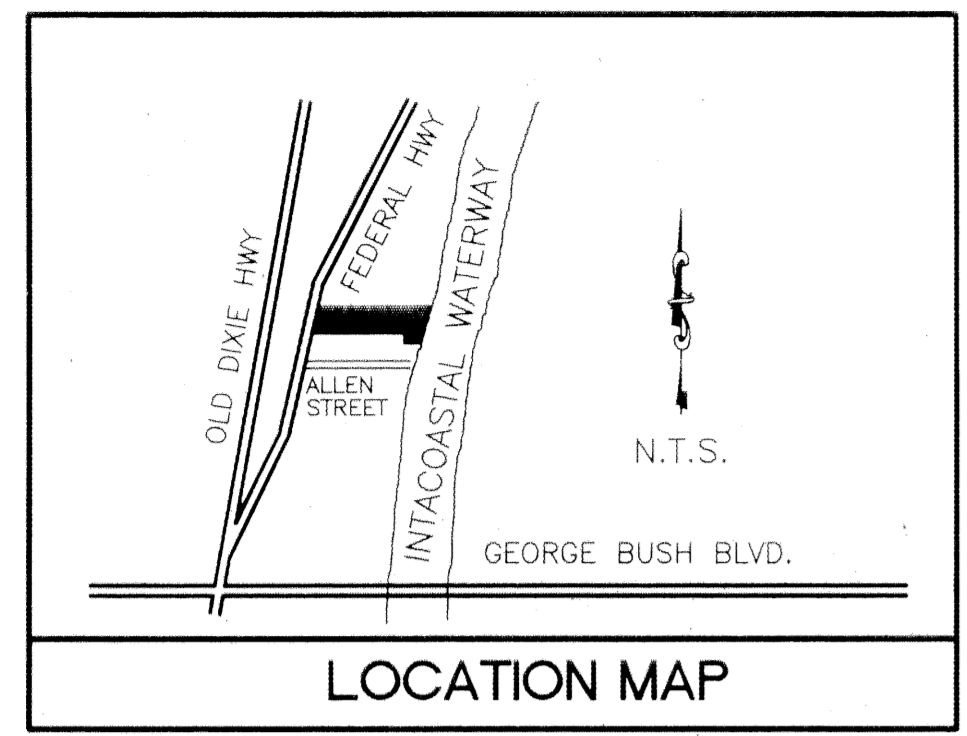 OLD DIXIE HWY
FEDERAL HWY
INTACOASTAL WATERWAY
ALLEN
STREET
N.T.S.
GEORGE BUSH BLVD.
LOCATION MAP